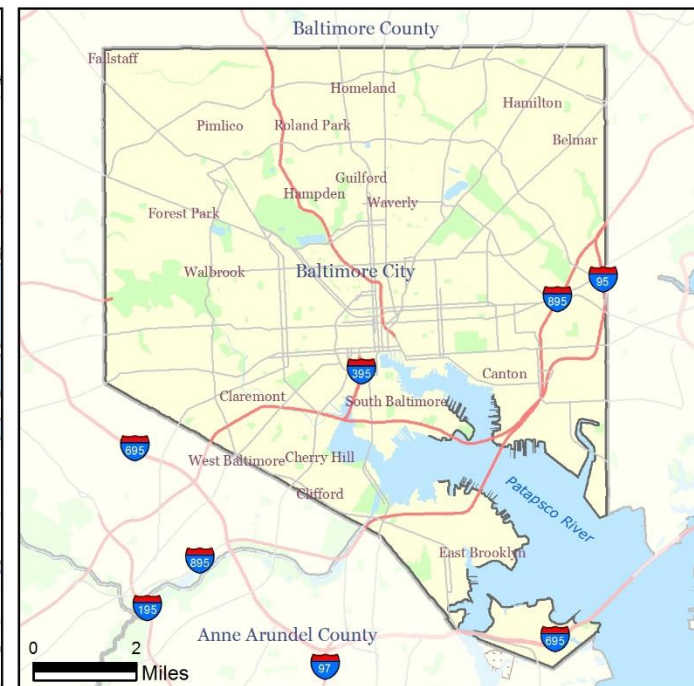 Baltimore County
Fallstaff
Homeland
Hamilton
Pimlico
Roland Park
Belmar
Guilford
Hampden
Waverly
Forest Park
Walbrook
Baltimore City
95
895
395
Canton
Claremont
South Baltimore
695
West Baltimore
Cherry Hill
Clifford
Patapsco River
East Brooklyn
895
195
Anne Arundel County
695
97
0 2
Miles